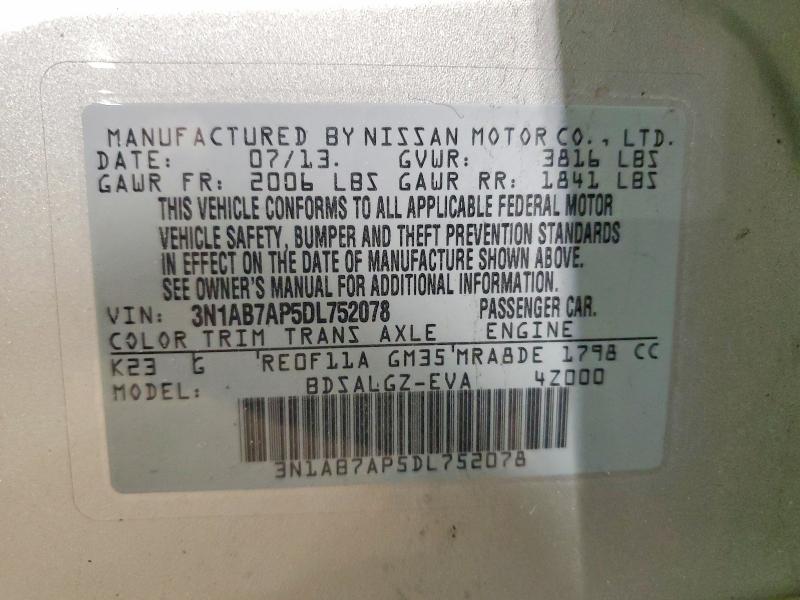 MANUFACTURED BY NISSAN MOTOR CO., LTD.
DATE: 07/13. GVWR: 3816 LBS
GAWR FR: 2006 LBS GAWR RR: 1841 LBS
THIS VEHICLE CONFORMS TO ALL APPLICABLE FEDERAL MOTOR
VEHICLE SAFETY, BUMPER AND THEFT PREVENTION STANDARDS
IN EFFECT ON THE DATE OF MANUFACTURE SHOWN ABOVE.
SEE OWNER'S MANUAL FOR ADDITIONAL INFORMATION.
VIN: 3N1AB7AP5DL752078 PASSENGER CAR.
COLOR TRIM TRANS AXLE ENGINE
K23 G RE0F11A GM35 MRA8DE 1798 CC
MODEL: BDSALGZ-EVA 4Z000
3N1AB7AP5DL752078